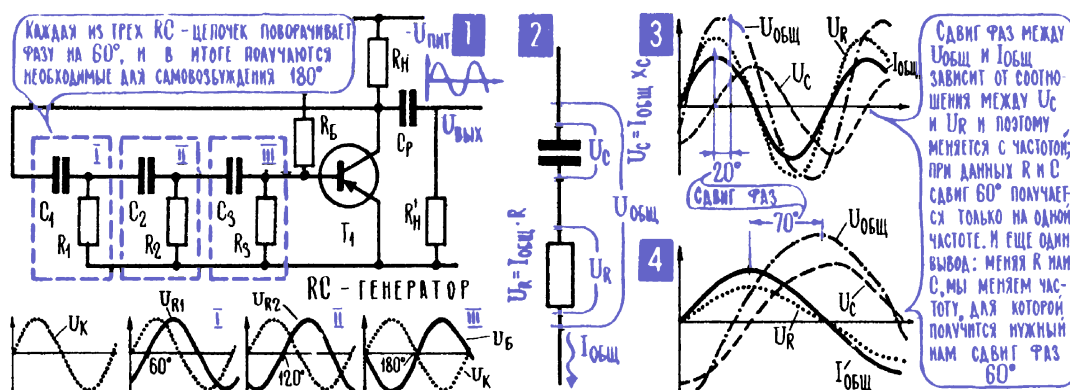 Каждая из трех RC-цепочек поворачивает
фазу на 60°, и в итоге получаются
необходимые для самовозбуждения 180°
-Uпит
1
Rн
Uвых
Rб
Cр
I
II
III
C1
R1
C2
R2
C3
R3
T1
R'н
RC-генератор
Uк
UR1
I
60°
UR2
II
120°
III
180°
Uб
Uк
2
UC
UC = Iобщ XC
Uобщ
UR = Iобщ · R
UR
Iобщ
3
Uобщ
UR
UC
Iобщ
20°
Сдвиг фаз
70°
4
Uобщ
UC
UR
Iобщ
Сдвиг фаз между
Uобщ и Iобщ
зависит от соотно-
шения между UC
и UR и поэтому
меняется с частотой;
при данных R и C
сдвиг 60° получает-
ся только на одной
частоте. И еще один
вывод: меняя R или
C, мы меняем час-
тоту, для которой
получится нужный
нам сдвиг фаз
60°